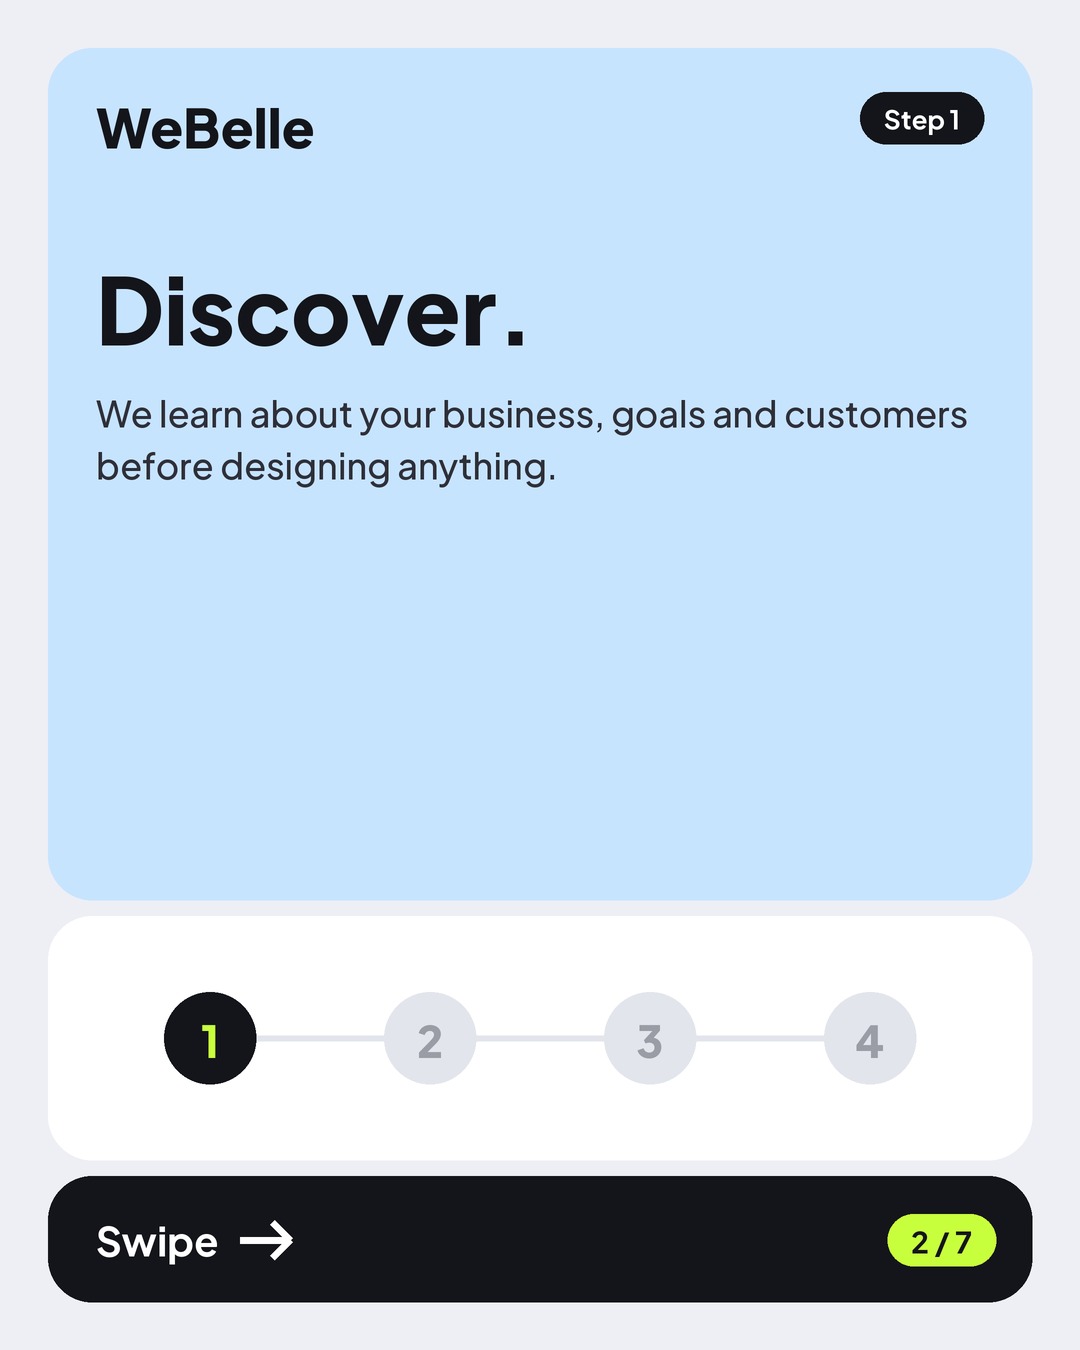 WeBelle
Step 1
Discover.
We learn about your business, goals and customers
before designing anything.
1 2 3 4
Swipe
2 / 7